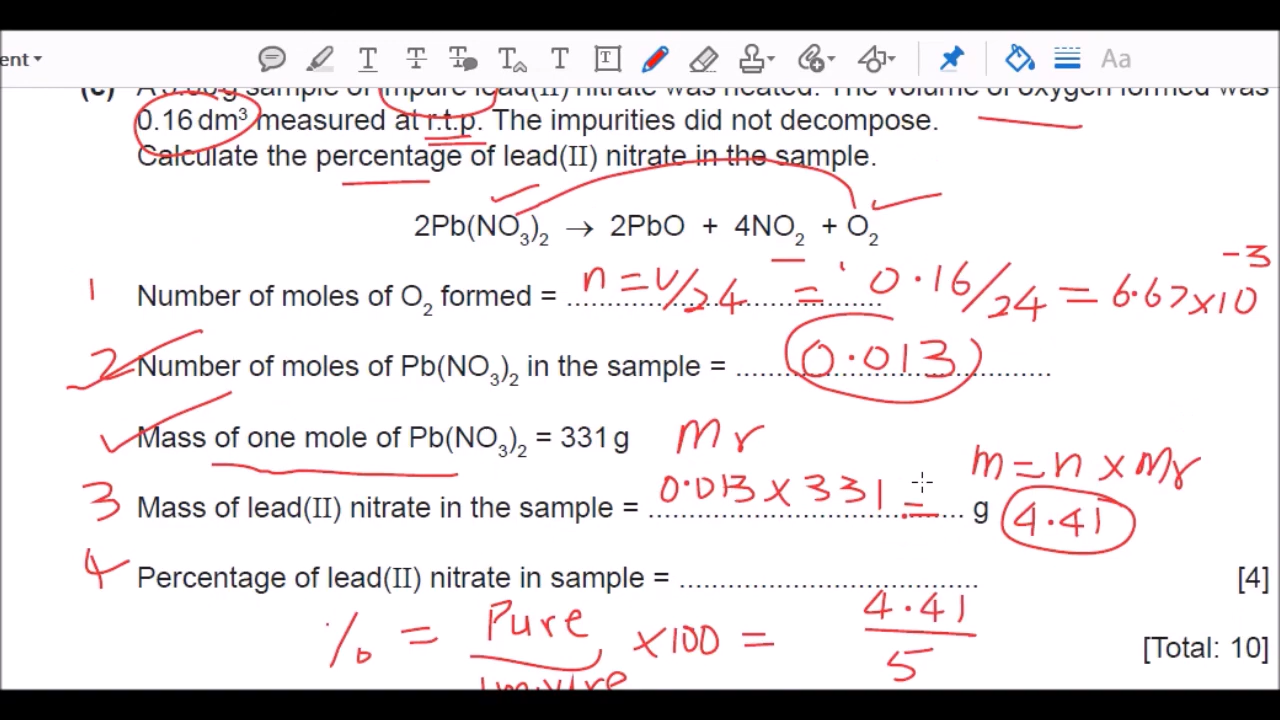 ent
T T T T T T Aa
(c) A 5.00 g sample of impure lead(II) nitrate was heated. The volume of oxygen formed was
0.16 dm³ measured at r.t.p. The impurities did not decompose.
Calculate the percentage of lead(II) nitrate in the sample.
2Pb(NO₃)₂ → 2PbO + 4NO₂ + O₂
1 Number of moles of O₂ formed = .................... n = V/24 = 0.16/24 = 6.67 x 10⁻³
2 Number of moles of Pb(NO₃)₂ in the sample = .................... 0.013
Mass of one mole of Pb(NO₃)₂ = 331 g Mr
m = n x Mr
3 Mass of lead(II) nitrate in the sample = .................... 0.013 x 331 = g 4.41
4 Percentage of lead(II) nitrate in sample = .................... [4]
% = Pure / impure x 100 = 4.41 / 5
[Total: 10]